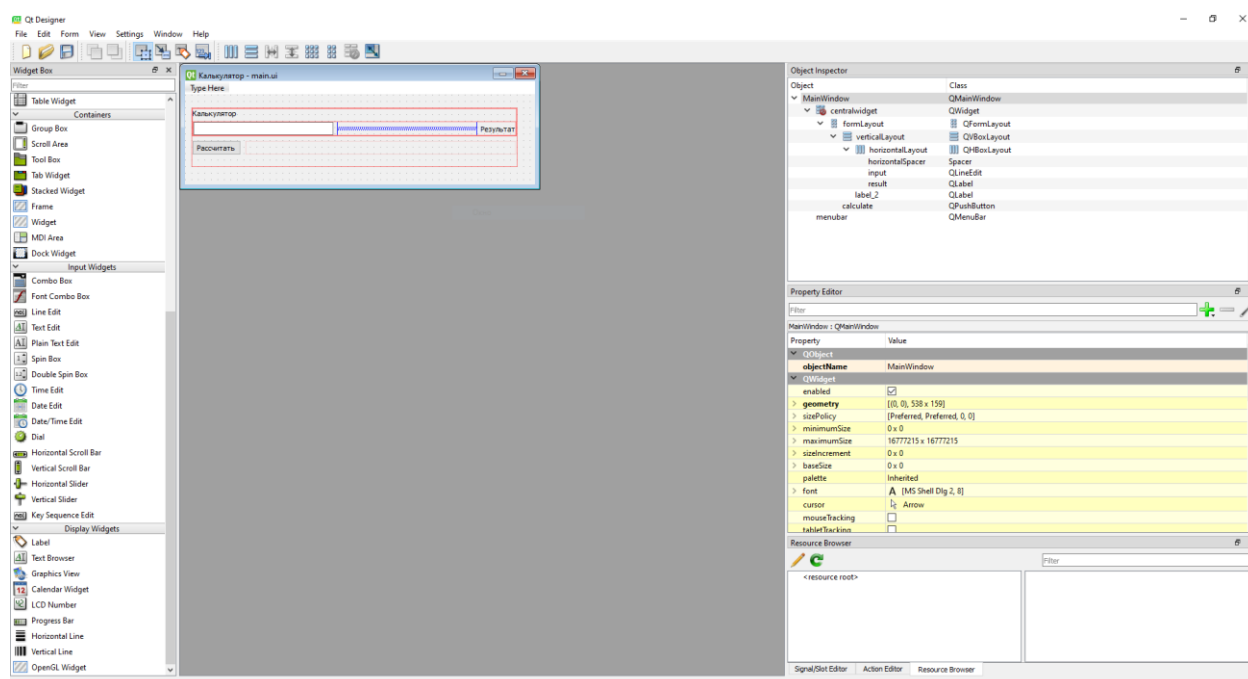 Qt Designer
File Edit Form View Settings Window Help
Widget Box
Filter
Table Widget
Containers
Group Box
Scroll Area
Tool Box
Tab Widget
Stacked Widget
Frame
Widget
MDI Area
Dock Widget
Input Widgets
Combo Box
Font Combo Box
Line Edit
Text Edit
Plain Text Edit
Spin Box
Double Spin Box
Time Edit
Date Edit
Date/Time Edit
Dial
Horizontal Scroll Bar
Vertical Scroll Bar
Horizontal Slider
Vertical Slider
Key Sequence Edit
Display Widgets
Label
Text Browser
Graphics View
Calendar Widget
LCD Number
Progress Bar
Horizontal Line
Vertical Line
OpenGL Widget
Калькулятор - main.ui
Type Here
Калькулятор
Результат
Рассчитать
Object Inspector
Object Class
MainWindow QMainWindow
centralwidget QWidget
formLayout QFormLayout
verticalLayout QVBoxLayout
horizontalLayout QHBoxLayout
horizontalSpacer Spacer
input QLineEdit
result QLabel
label_2 QLabel
calculate QPushButton
menubar QMenuBar
Property Editor
Filter
MainWindow : QMainWindow
Property Value
QObject
objectName MainWindow
QWidget
enabled
geometry [(0, 0), 538 x 159]
sizePolicy [Preferred, Preferred, 0, 0]
minimumSize 0 x 0
maximumSize 16777215 x 16777215
sizeIncrement 0 x 0
baseSize 0 x 0
palette Inherited
font A [MS Shell Dlg 2, 8]
cursor Arrow
mouseTracking
tabletTracking
Resource Browser
Filter
<resource root>
Signal/Slot Editor Action Editor Resource Browser